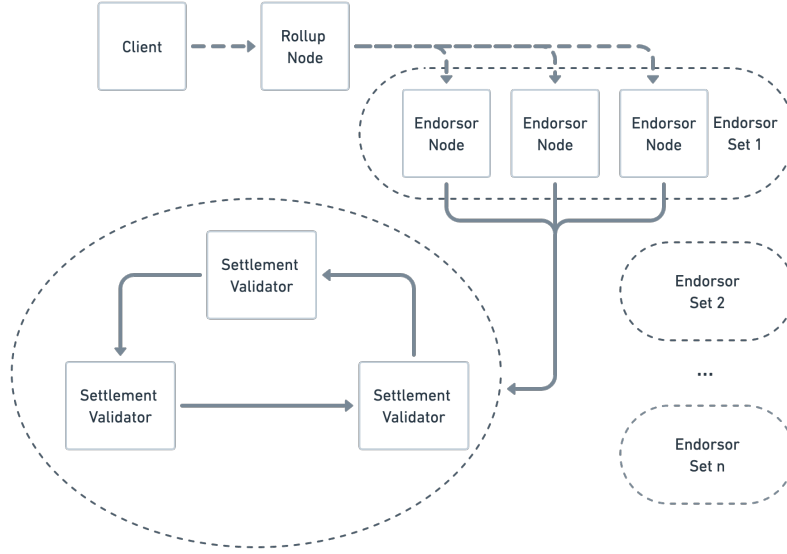 Client
Rollup
Node
Endorsor
Node
Endorsor
Node
Endorsor
Node
Endorsor
Set 1
Settlement
Validator
Settlement
Validator
Settlement
Validator
Endorsor
Set 2
...
Endorsor
Set n